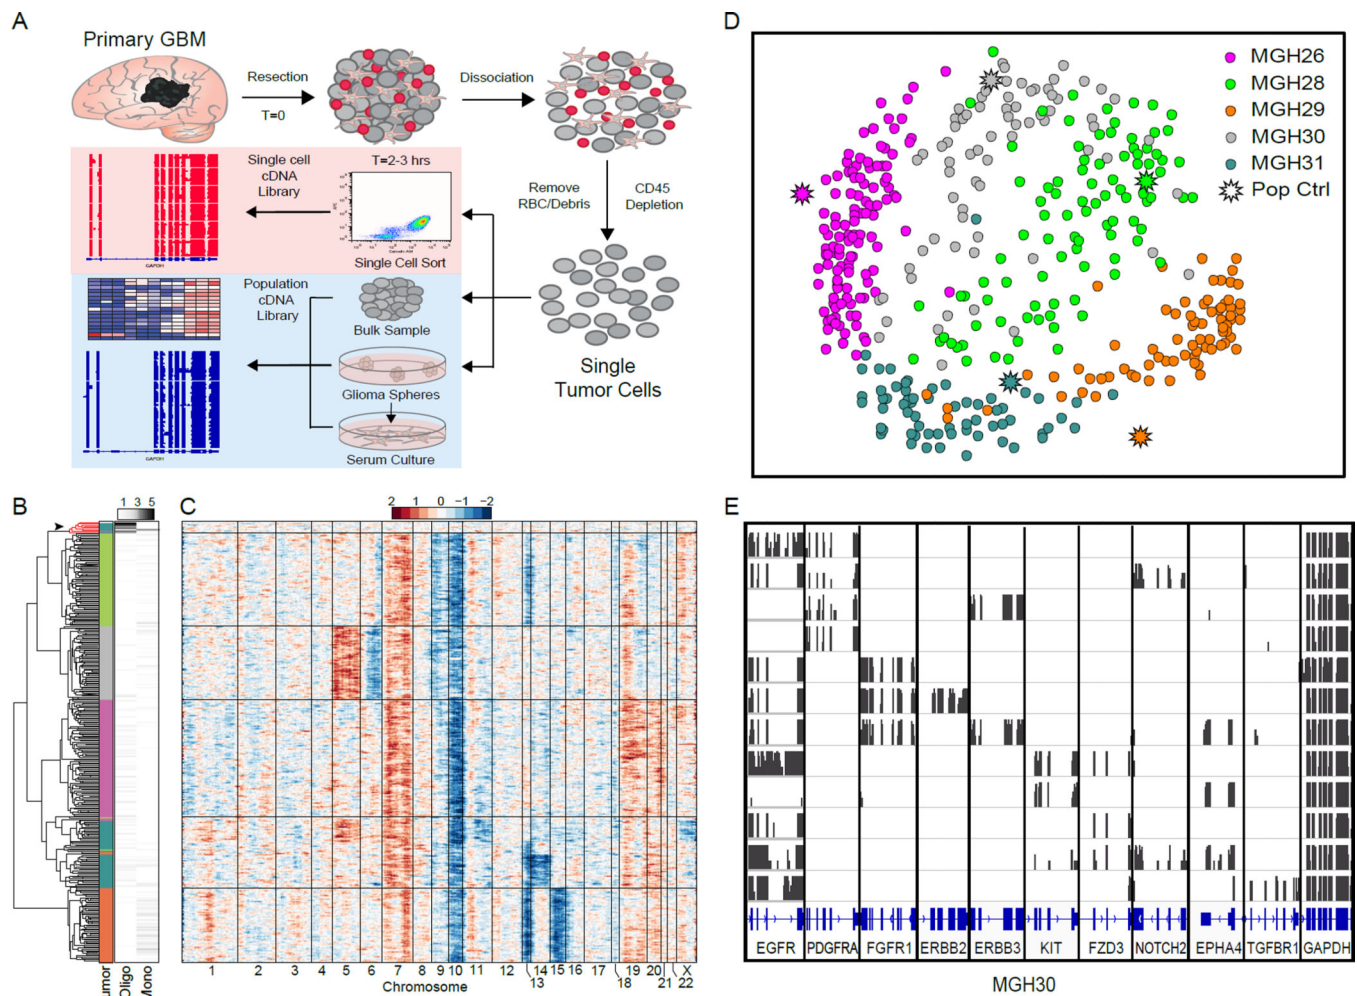 A
Primary GBM
Resection
T=0
Dissociation
Single cell
cDNA
Library
T=2-3 hrs
Single Cell Sort
GAPDH
Remove
RBC/Debris
CD45
Depletion
Population
cDNA
Library
Bulk Sample
Glioma Spheres
Serum Culture
GAPDH
Single
Tumor Cells
D
MGH26
MGH28
MGH29
MGH30
MGH31
Pop Ctrl
B
1 3 5
Tumor
Oligo
Mono
C
2 1 0 -1 -2
1 2 3 4 5 6 7 8 9 10 11 12 13 14 15 16 17 18 19 20 21 22 X
Chromosome
E
EGFR PDGFRA FGFR1 ERBB2 ERBB3 KIT FZD3 NOTCH2 EPHA4 TGFBR1 GAPDH
MGH30